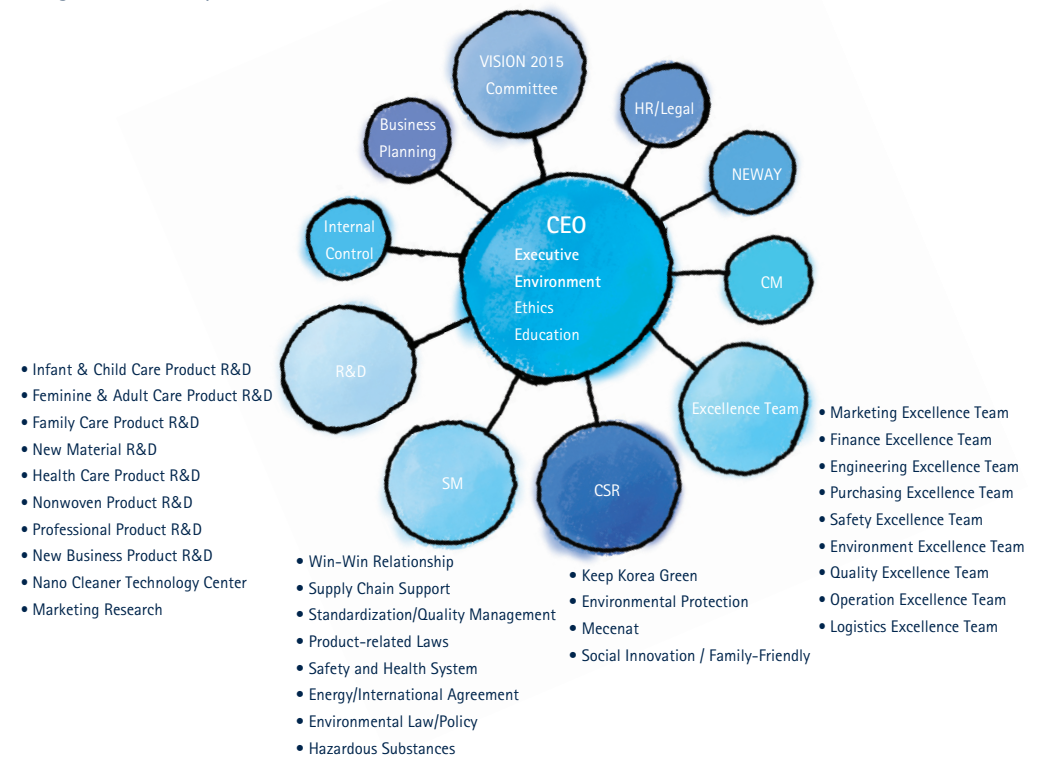 VISION 2015
Committee
HR/Legal
Business
Planning
NEWAY
Internal
Control
CEO
Executive
Environment
Ethics
Education
CM
R&D
Excellence Team
SM
CSR
• Infant & Child Care Product R&D
• Feminine & Adult Care Product R&D
• Family Care Product R&D
• New Material R&D
• Health Care Product R&D
• Nonwoven Product R&D
• Professional Product R&D
• New Business Product R&D
• Nano Cleaner Technology Center
• Marketing Research
• Win-Win Relationship
• Supply Chain Support
• Standardization/Quality Management
• Product-related Laws
• Safety and Health System
• Energy/International Agreement
• Environmental Law/Policy
• Hazardous Substances
• Keep Korea Green
• Environmental Protection
• Mecenat
• Social Innovation / Family-Friendly
• Marketing Excellence Team
• Finance Excellence Team
• Engineering Excellence Team
• Purchasing Excellence Team
• Safety Excellence Team
• Environment Excellence Team
• Quality Excellence Team
• Operation Excellence Team
• Logistics Excellence Team